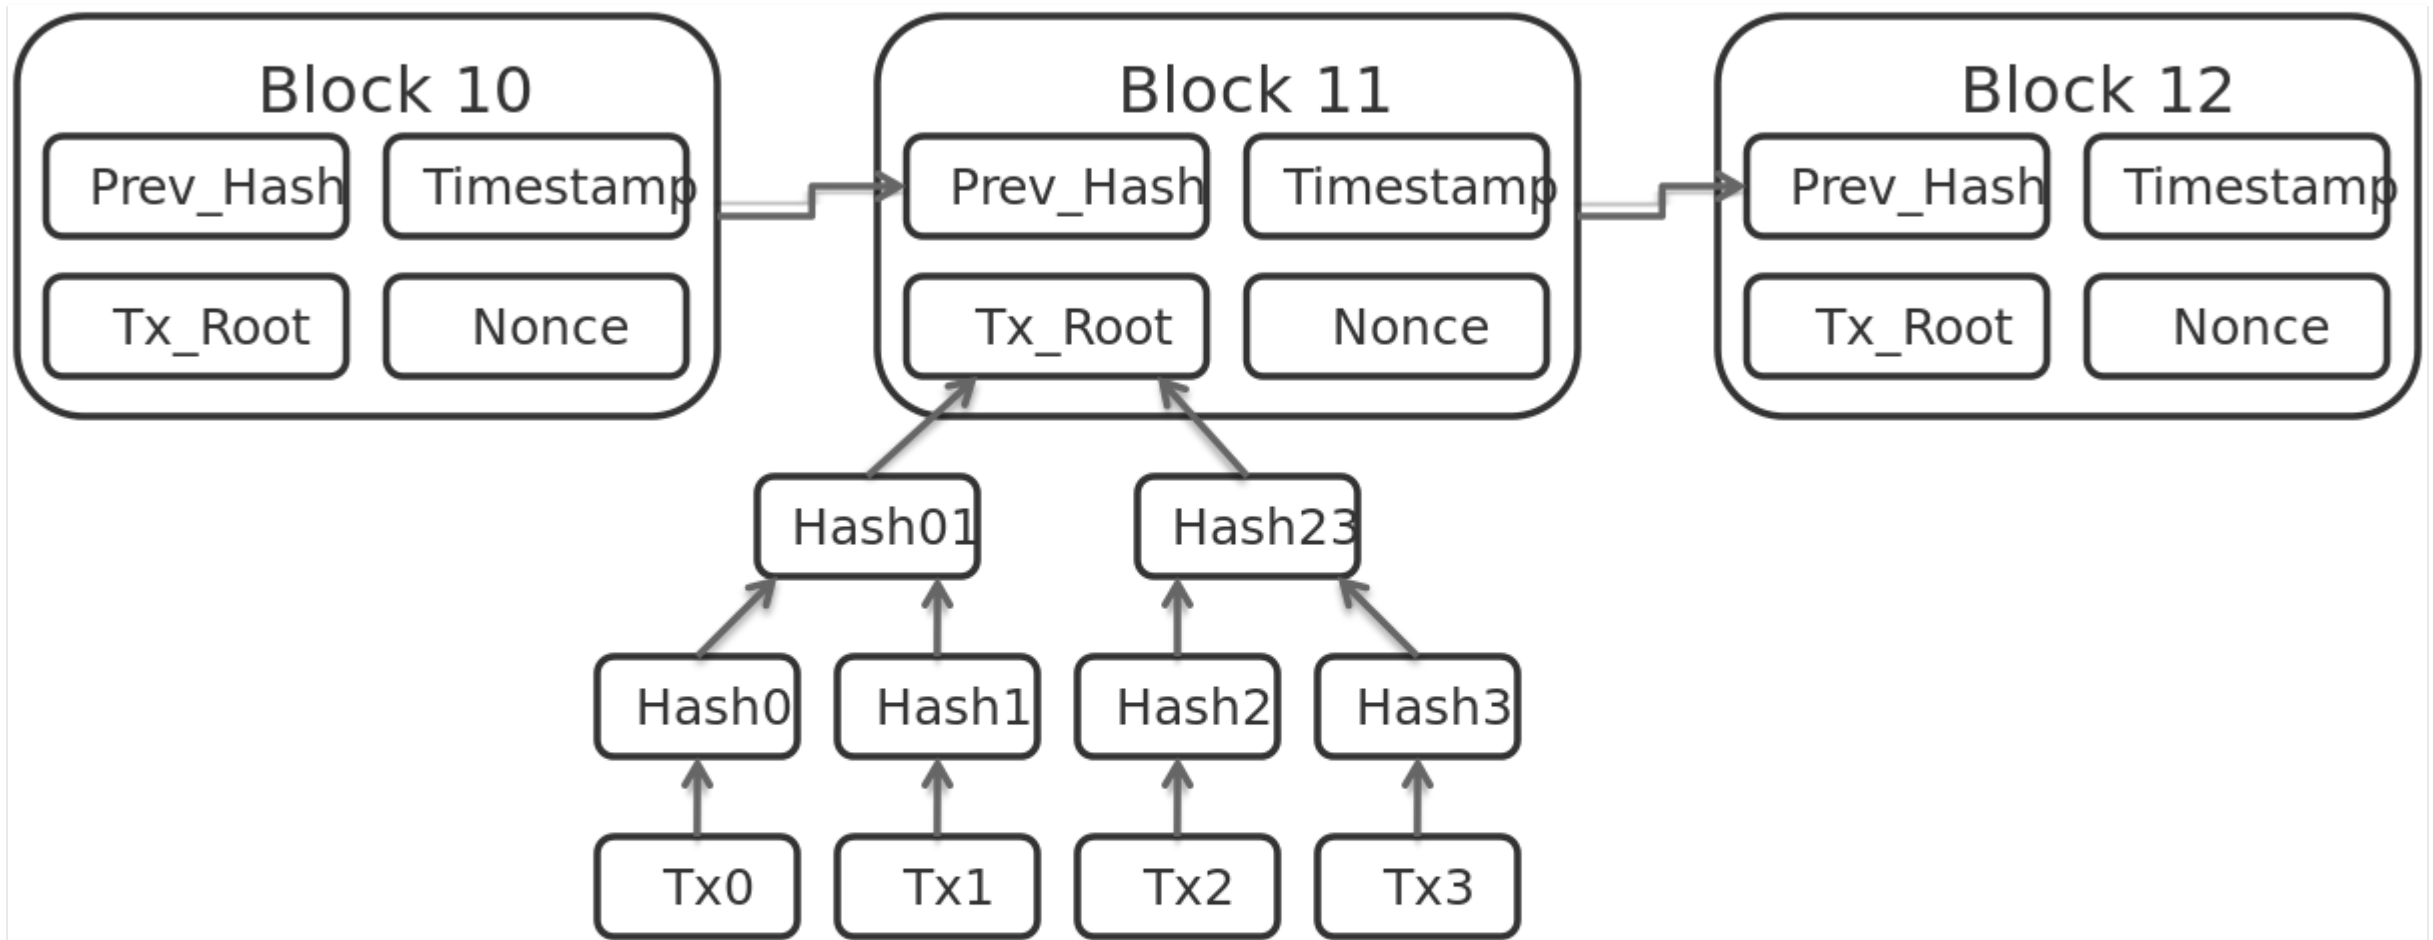 Block 10
Block 11
Block 12
Prev_Hash
Timestamp
Prev_Hash
Timestamp
Prev_Hash
Timestamp
Tx_Root
Nonce
Tx_Root
Nonce
Tx_Root
Nonce
Hash01
Hash23
Hash0
Hash1
Hash2
Hash3
Tx0
Tx1
Tx2
Tx3